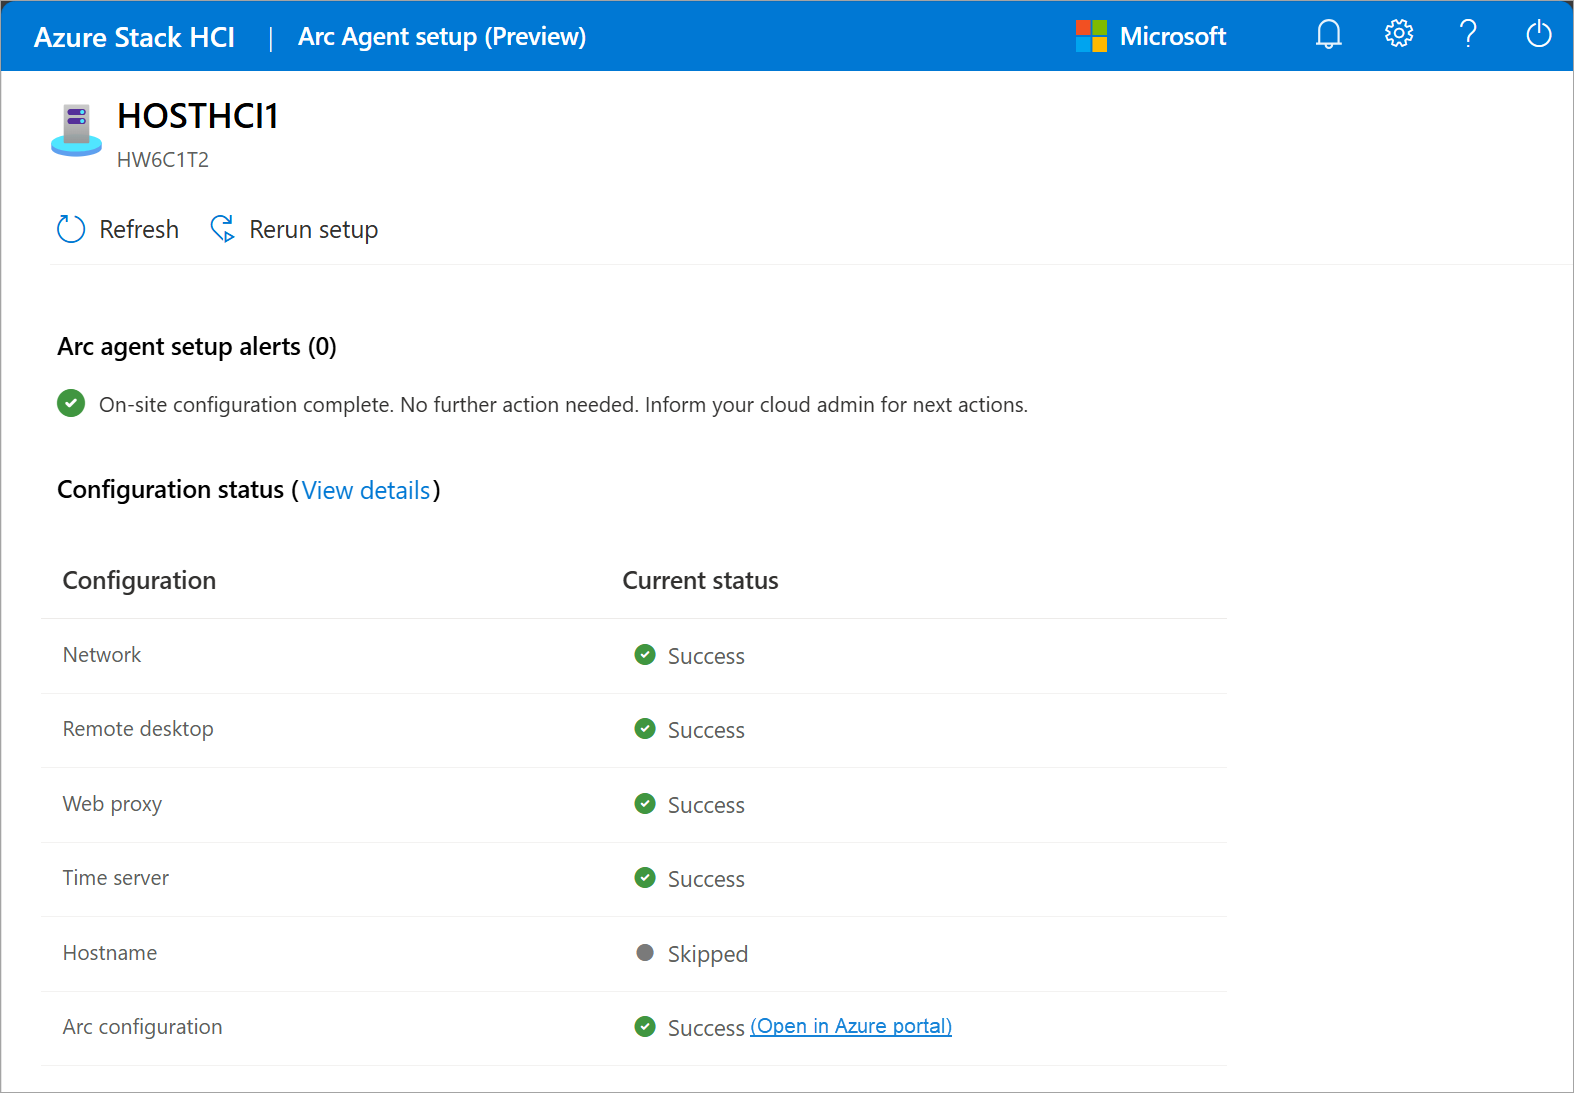 Azure Stack HCI | Arc Agent setup (Preview) Microsoft
HOSTHCI1
HW6C1T2
Refresh Rerun setup
Arc agent setup alerts (0)
On-site configuration complete. No further action needed. Inform your cloud admin for next actions.
Configuration status (View details)
Configuration Current status
Network Success
Remote desktop Success
Web proxy Success
Time server Success
Hostname Skipped
Arc configuration Success (Open in Azure portal)